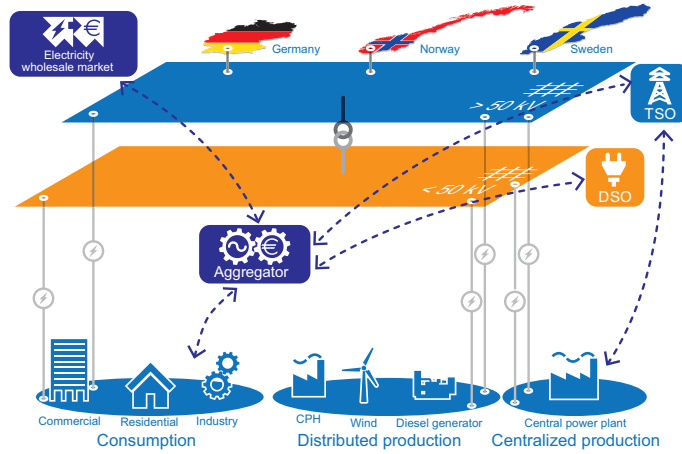 Germany
Norway
Sweden
Electricity
wholesale market
> 50 kV
TSO
< 50 kV
DSO
Aggregator
Commercial
Residential
Industry
CPH
Wind
Diesel generator
Central power plant
Consumption
Distributed production
Centralized production